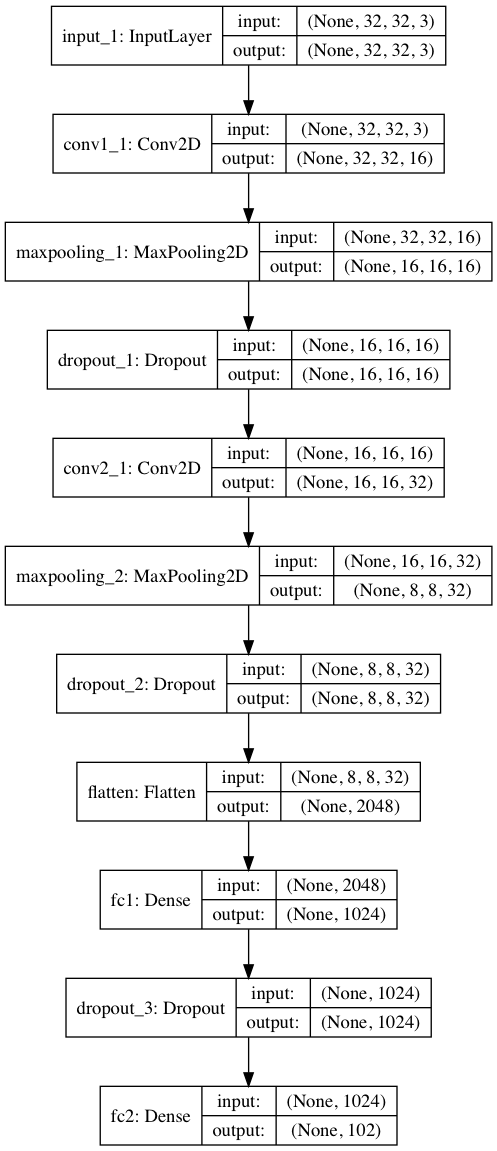 input_1: InputLayer
input: (None, 32, 32, 3)
output: (None, 32, 32, 3)
conv1_1: Conv2D
input: (None, 32, 32, 3)
output: (None, 32, 32, 16)
maxpooling_1: MaxPooling2D
input: (None, 32, 32, 16)
output: (None, 16, 16, 16)
dropout_1: Dropout
input: (None, 16, 16, 16)
output: (None, 16, 16, 16)
conv2_1: Conv2D
input: (None, 16, 16, 16)
output: (None, 16, 16, 32)
maxpooling_2: MaxPooling2D
input: (None, 16, 16, 32)
output: (None, 8, 8, 32)
dropout_2: Dropout
input: (None, 8, 8, 32)
output: (None, 8, 8, 32)
flatten: Flatten
input: (None, 8, 8, 32)
output: (None, 2048)
fc1: Dense
input: (None, 2048)
output: (None, 1024)
dropout_3: Dropout
input: (None, 1024)
output: (None, 1024)
fc2: Dense
input: (None, 1024)
output: (None, 102)